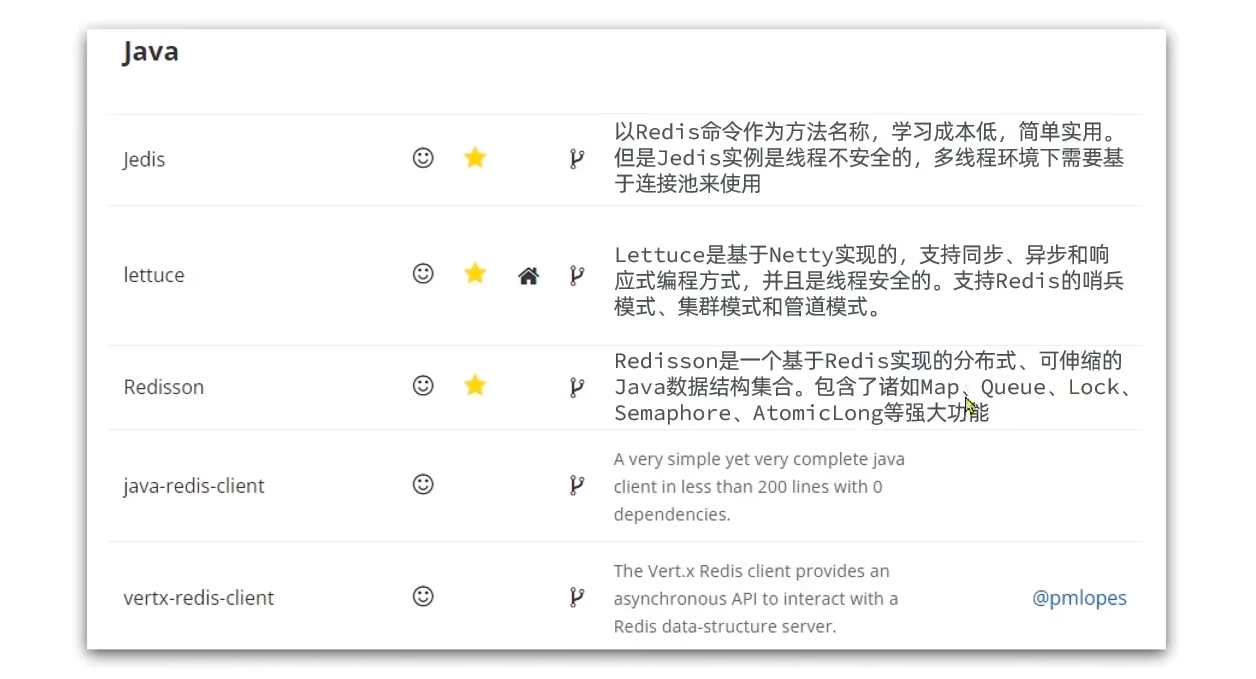 Java
Jedis
以Redis命令作为方法名称，学习成本低，简单实用。
但是Jedis实例是线程不安全的，多线程环境下需要基
于连接池来使用
lettuce
Lettuce是基于Netty实现的，支持同步、异步和响
应式编程方式，并且是线程安全的。支持Redis的哨兵
模式、集群模式和管道模式。
Redisson
Redisson是一个基于Redis实现的分布式、可伸缩的
Java数据结构集合。包含了诸如Map、Queue、Lock、
Semaphore、AtomicLong等强大功能
java-redis-client
A very simple yet very complete java
client in less than 200 lines with 0
dependencies.
vertx-redis-client
The Vert.x Redis client provides an
asynchronous API to interact with a
Redis data-structure server.
@pmlopes